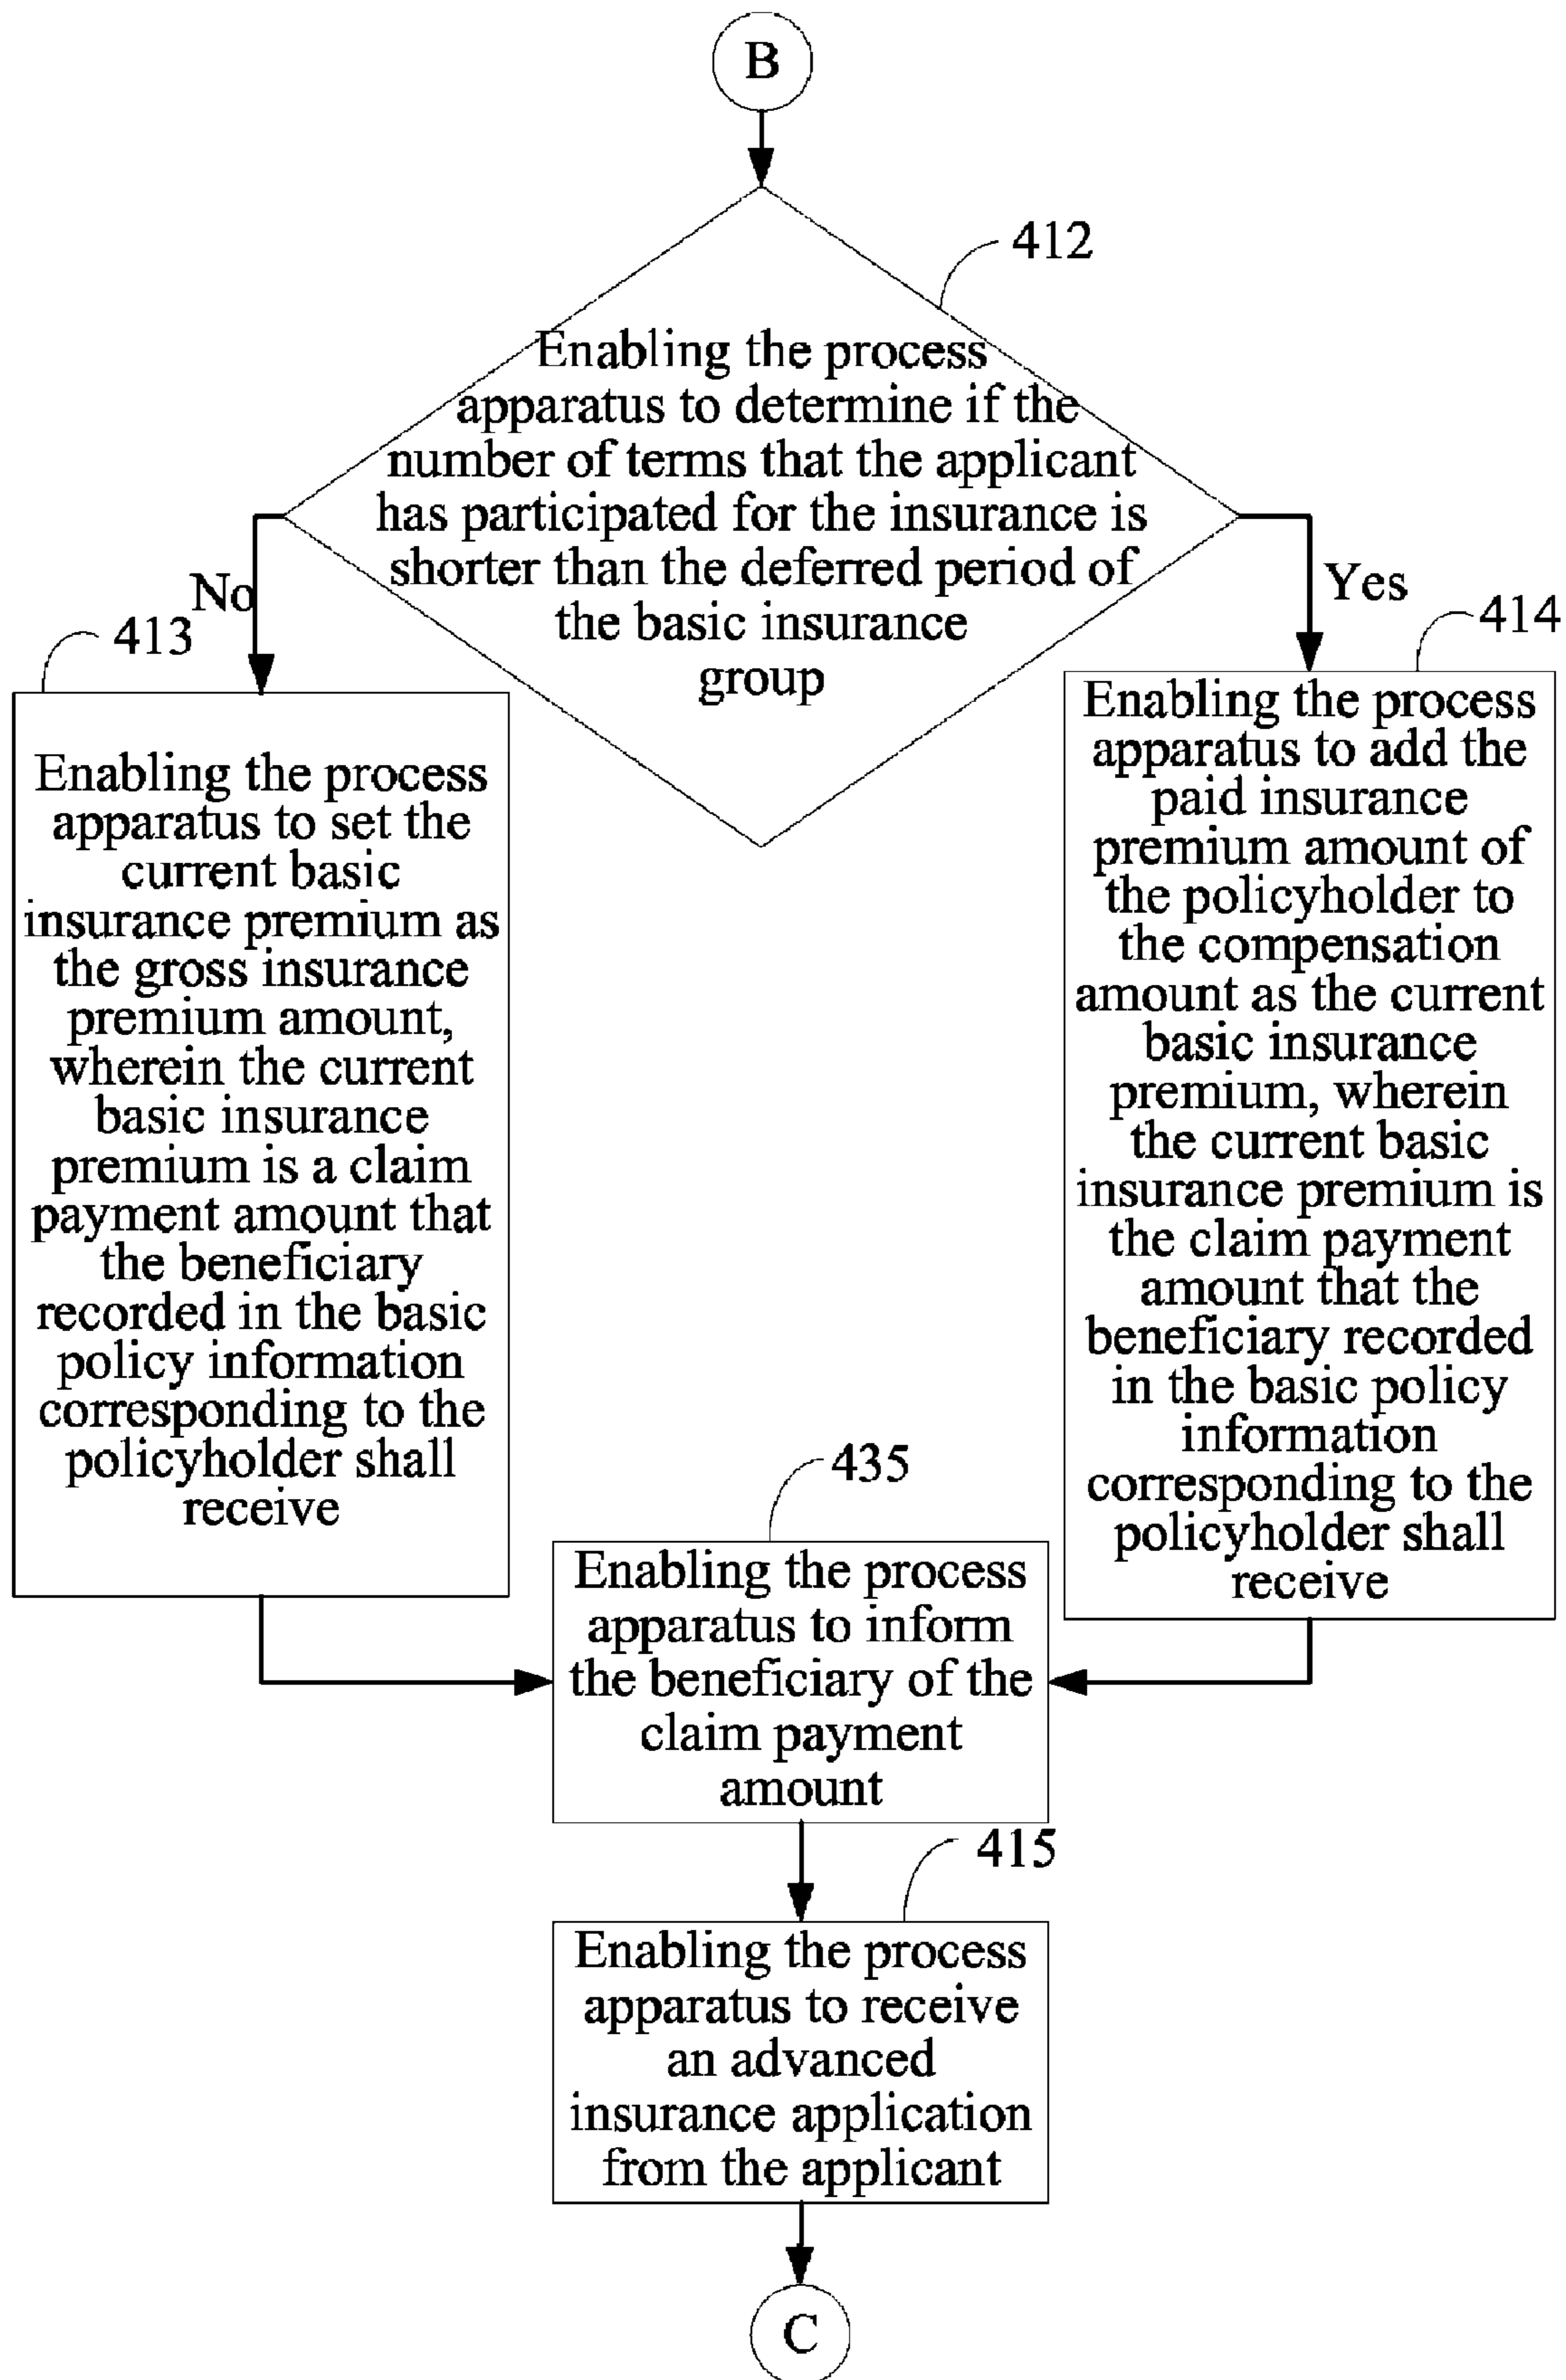 B
412
Enabling the process
apparatus to determine if the
number of terms that the applicant
has participated for the insurance is
shorter than the deferred period of
the basic insurance
group
No
Yes
413
Enabling the process
apparatus to set the
current basic
insurance premium as
the gross insurance
premium amount,
wherein the current
basic insurance
premium is a claim
payment amount that
the beneficiary
recorded in the basic
policy information
corresponding to the
policyholder shall
receive
414
Enabling the process
apparatus to add the
paid insurance
premium amount of
the policyholder to
the compensation
amount as the current
basic insurance
premium, wherein
the current basic
insurance premium is
the claim payment
amount that the
beneficiary recorded
in the basic policy
information
corresponding to the
policyholder shall
receive
435
Enabling the process
apparatus to inform
the beneficiary of the
claim payment
amount
415
Enabling the process
apparatus to receive
an advanced
insurance application
from the applicant
C